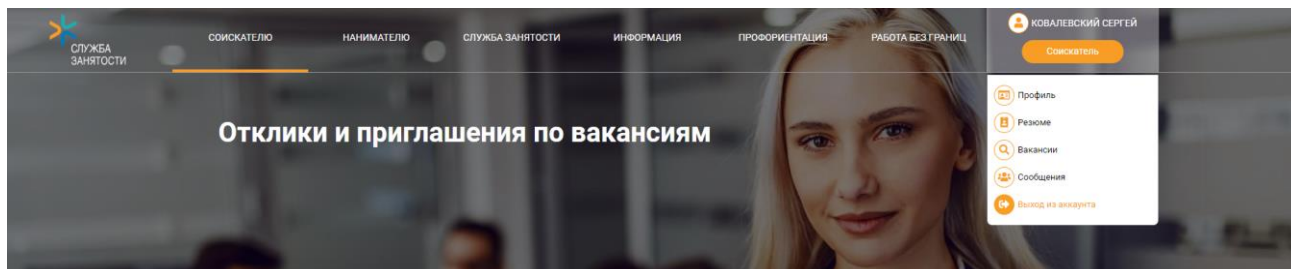 СЛУЖБА
ЗАНЯТОСТИ
СОИСКАТЕЛЮ
НАНИМАТЕЛЮ
СЛУЖБА ЗАНЯТОСТИ
ИНФОРМАЦИЯ
ПРОФОРИЕНТАЦИЯ
РАБОТА БЕЗ ГРАНИЦ
КОВАЛЕВСКИЙ СЕРГЕЙ
Соискатель
Отклики и приглашения по вакансиям
Профиль
Резюме
Вакансии
Сообщения
Выход из аккаунта